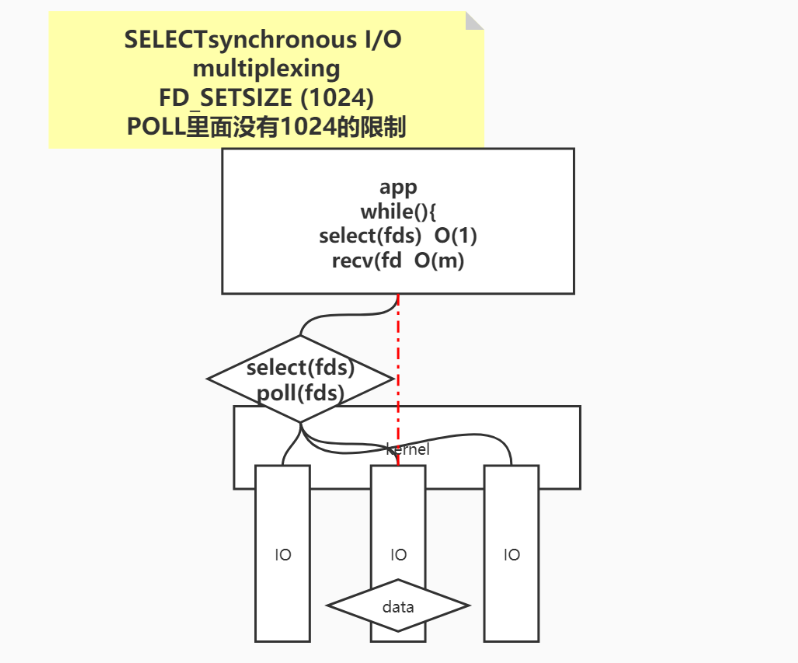 SELECTsynchronous I/O
multiplexing
FD_SETSIZE (1024)
POLL里面没有1024的限制
app
while(){
select(fds)  O(1)
recv(fd  O(m)
select(fds)
poll(fds)
kernel
IO
IO
IO
data